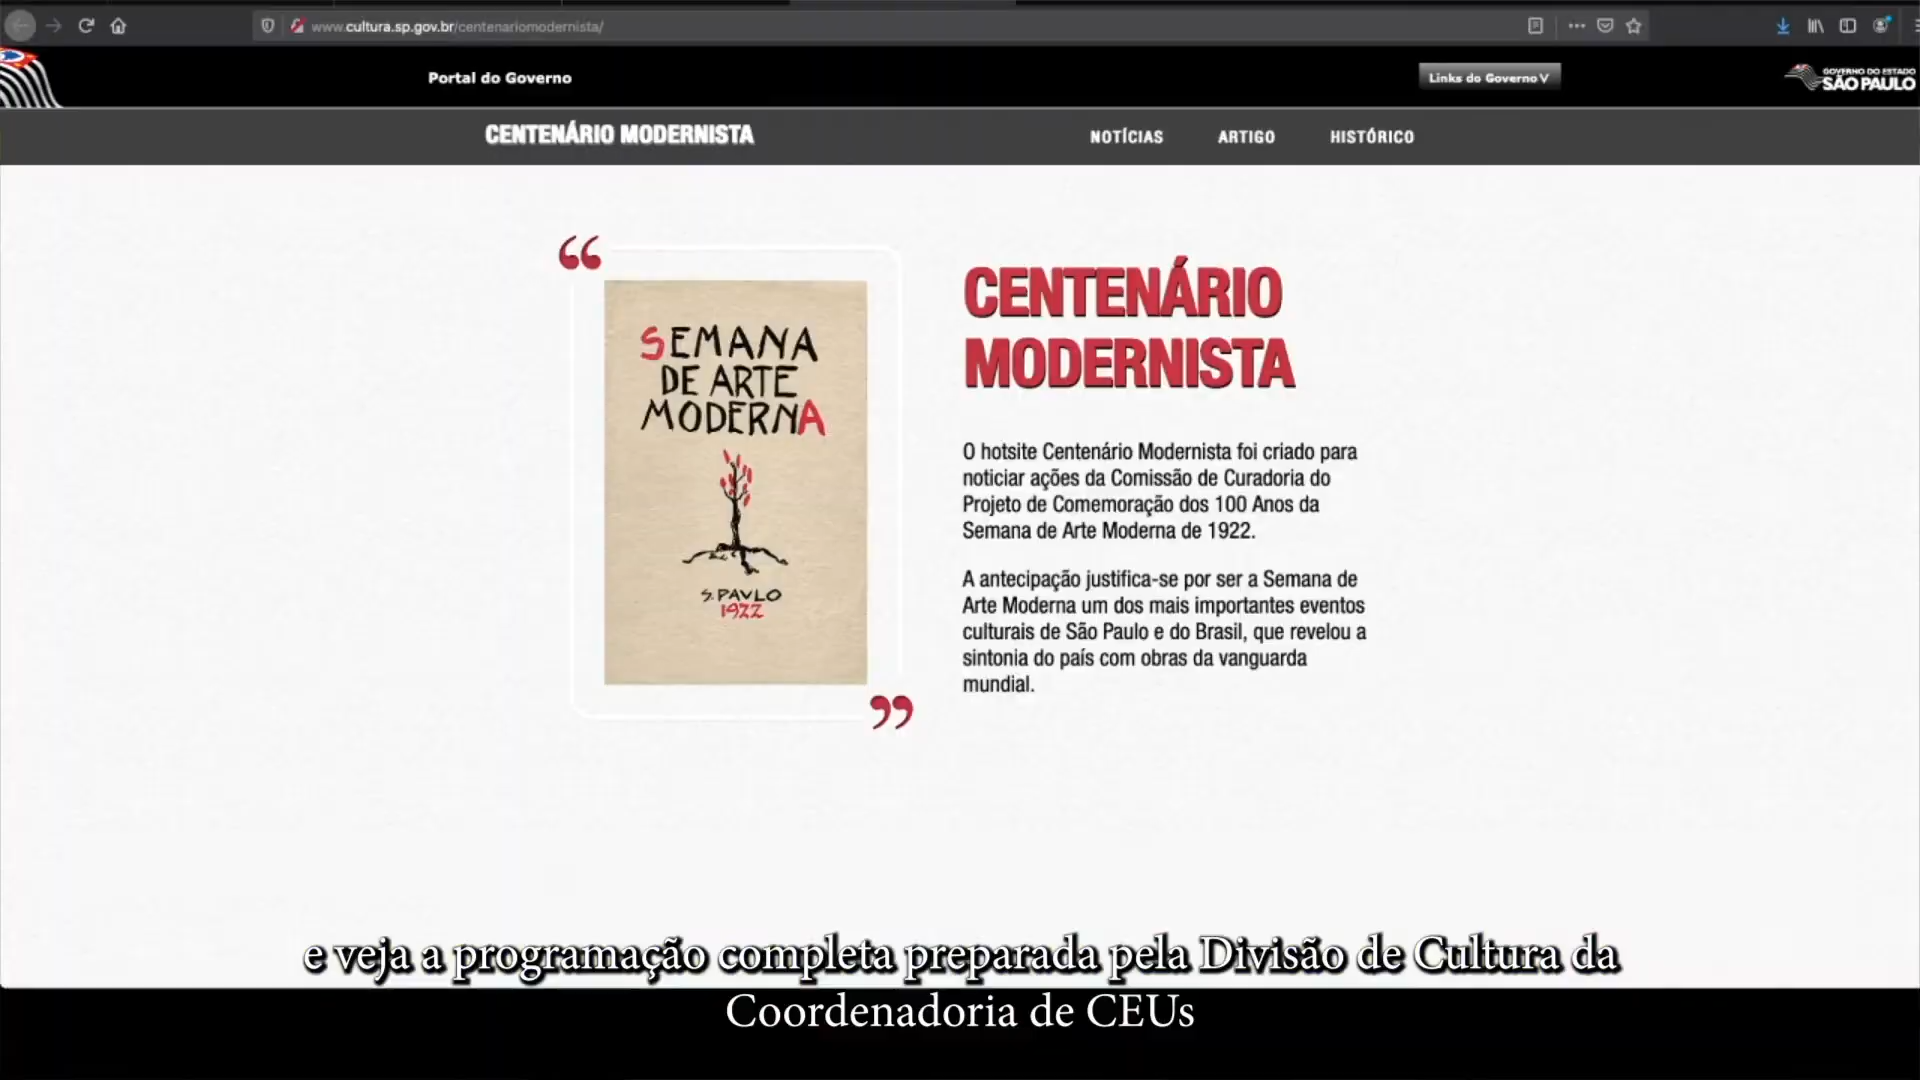 www.cultura.sp.gov.br/centenariomodernista/
Portal do Governo
Links do Governo V
GOVERNO DO ESTADO
SÃO PAULO
CENTENÁRIO MODERNISTA
NOTÍCIAS
ARTIGO
HISTÓRICO
“
SEMANA
DE ARTE
MODERNA
S. PAVLO
1922
”
CENTENÁRIO
MODERNISTA
O hotsite Centenário Modernista foi criado para
noticiar ações da Comissão de Curadoria do
Projeto de Comemoração dos 100 Anos da
Semana de Arte Moderna de 1922.
A antecipação justifica-se por ser a Semana de
Arte Moderna um dos mais importantes eventos
culturais de São Paulo e do Brasil, que revelou a
sintonia do país com obras da vanguarda
mundial.
e veja a programação completa preparada pela Divisão de Cultura da
Coordenadoria de CEUs